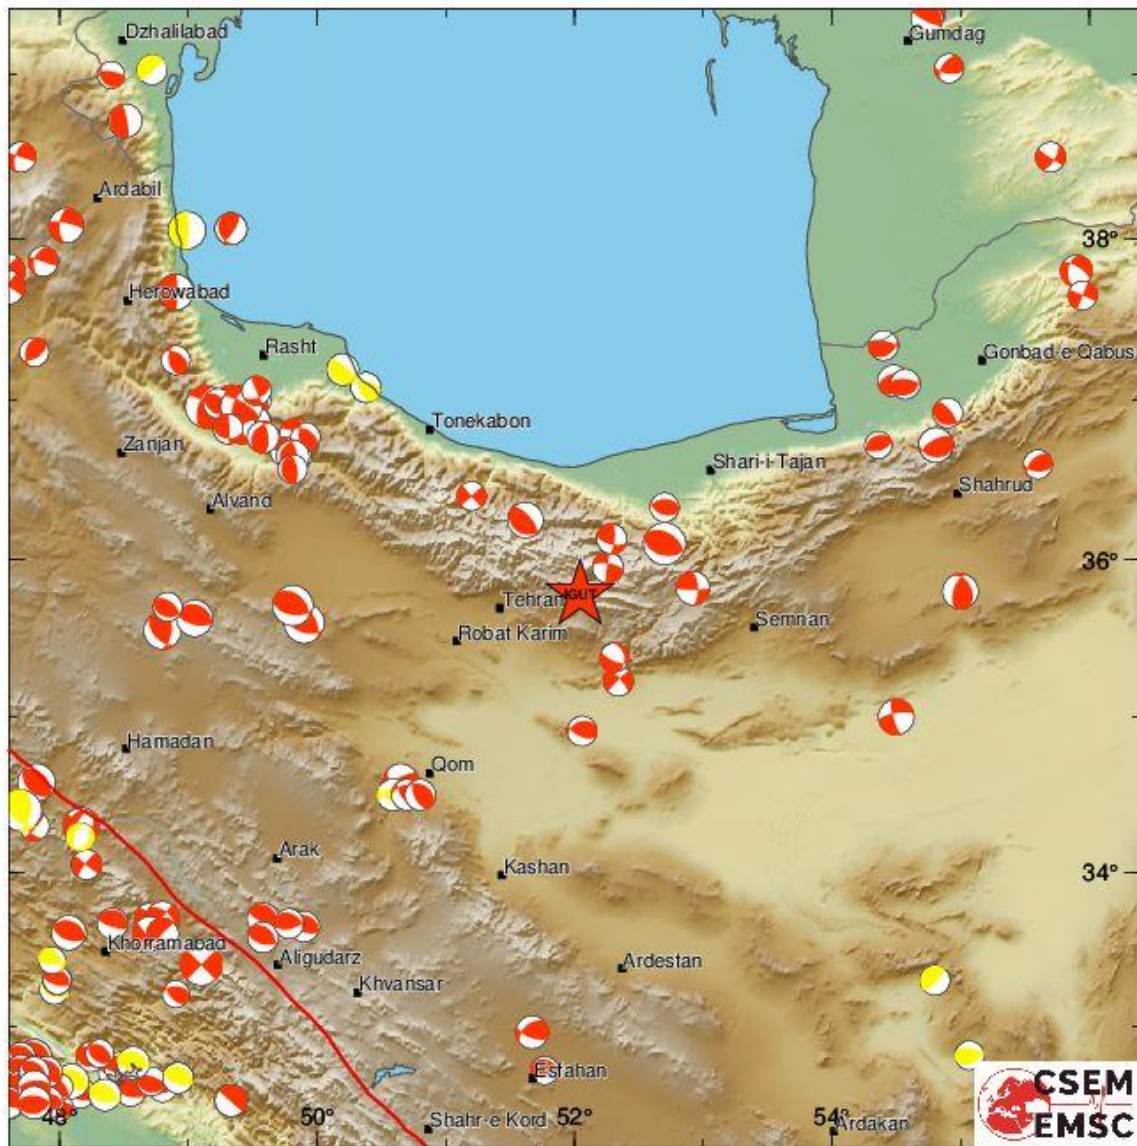 Dzhalilabad
Gumdag
Ardabil
38°
Herowabad
Rasht
Gonbad-e Qabus
Tonekabon
Zanjan
Shari-i Tajan
Shahrud
Alvand
36°
IGUT
Tehran
Semnan
Robat Karim
Hamadan
Qom
Arak
Kashan
34°
Khorramabad
Aligudarz
Ardestan
Khvansar
Esfahan
CSEM
EMSC
48°
50°
52°
54°
Shahr-e Kord
Ardakan